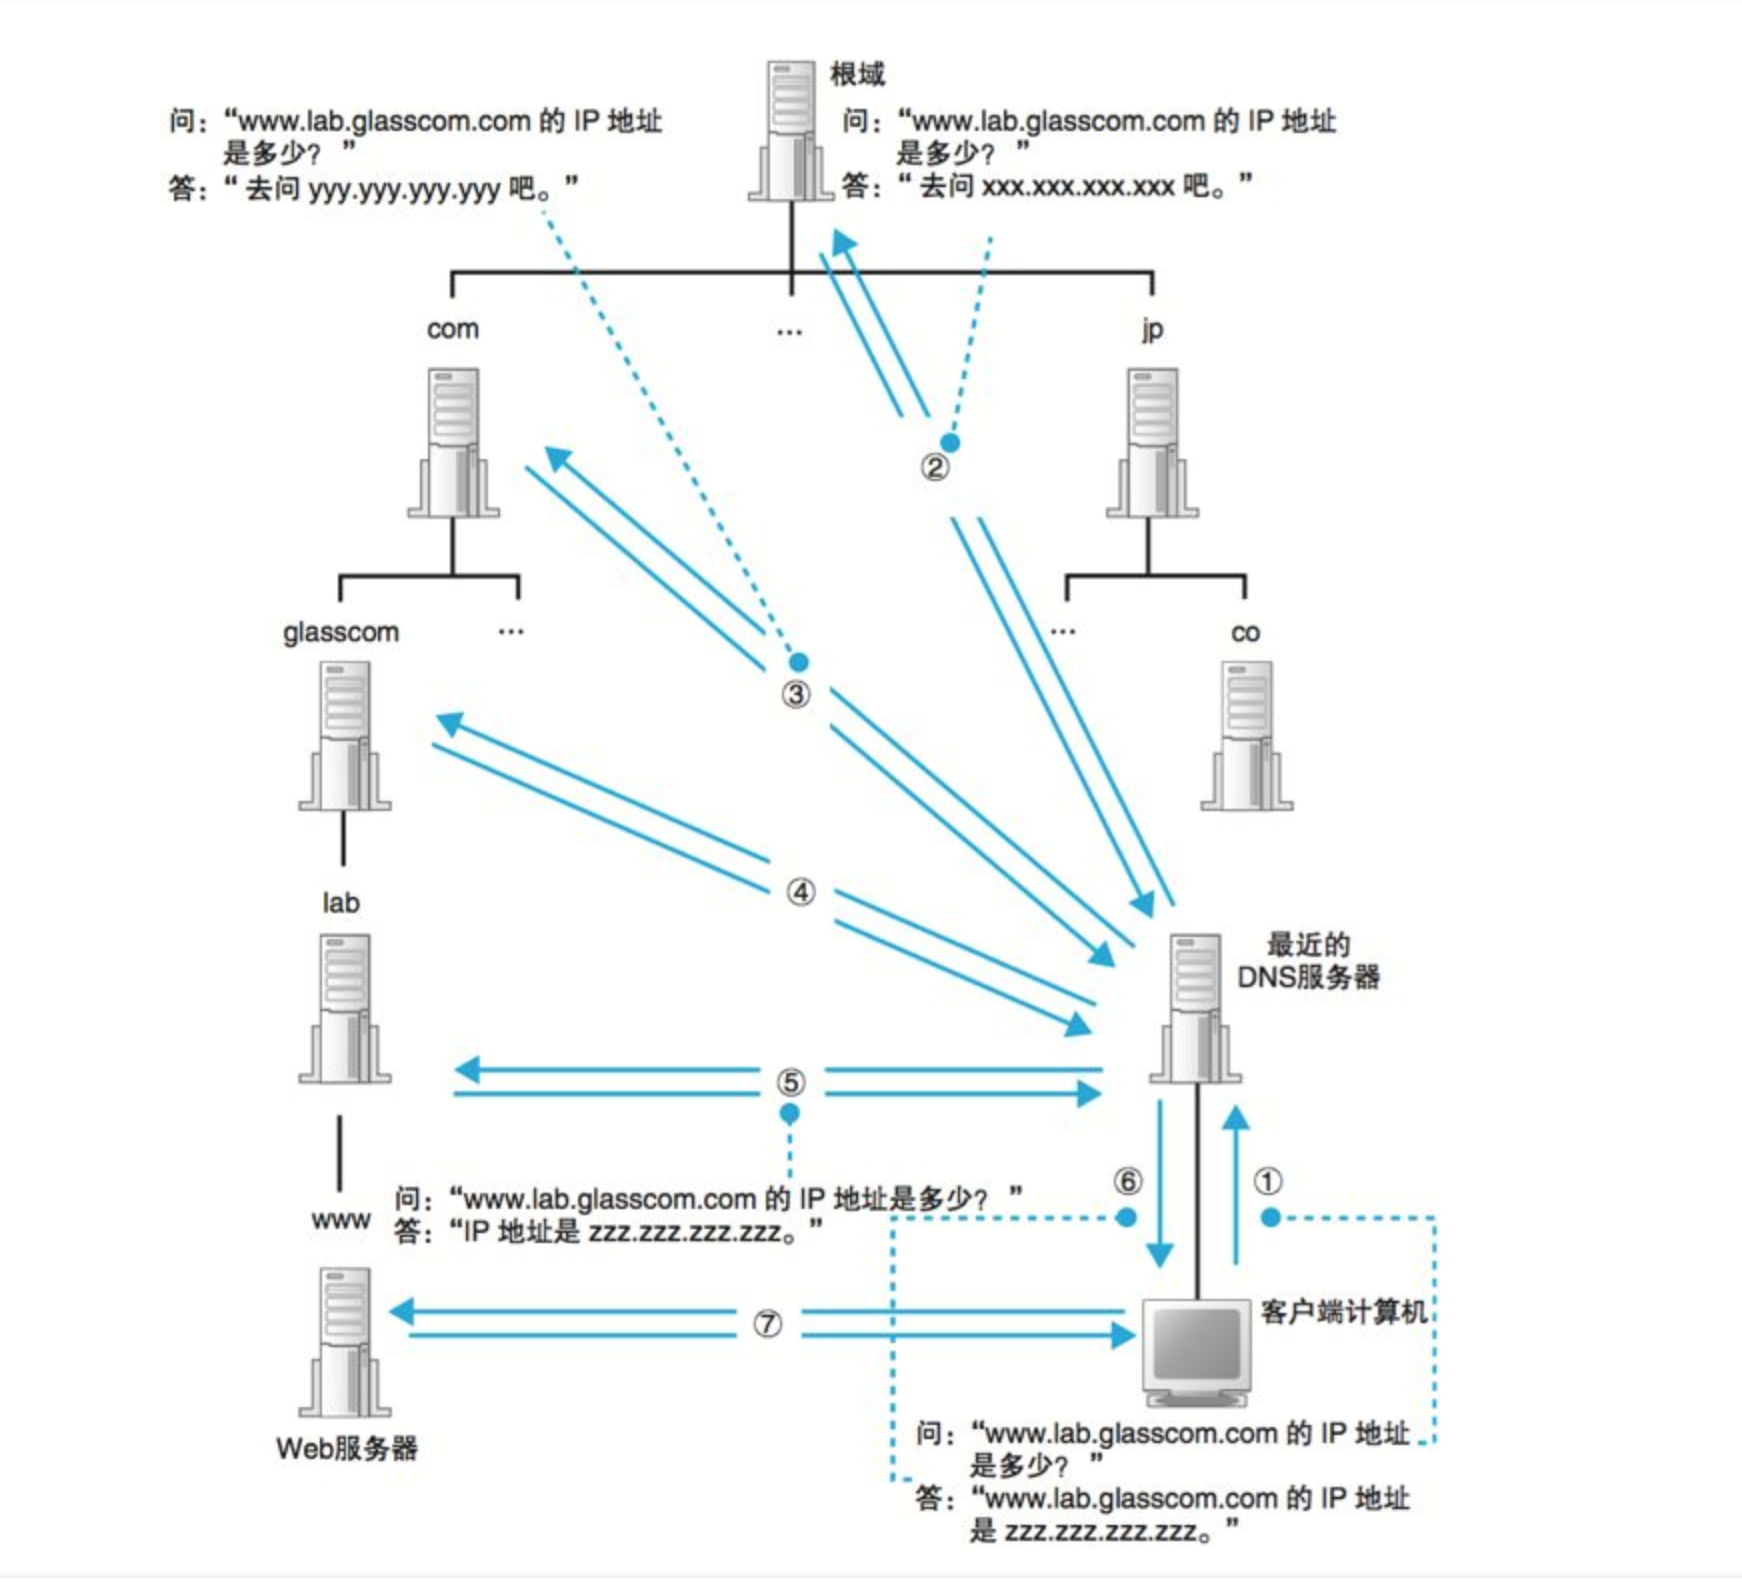 根域
问：“www.lab.glasscom.com 的 IP 地址
是多少？ ”
答：“ 去问 yyy.yyy.yyy.yyy 吧。”
问：“www.lab.glasscom.com 的 IP 地址
是多少？ ”
答：“ 去问 xxx.xxx.xxx.xxx 吧。”
com
...
jp
②
glasscom
...
...
co
③
④
lab
最近的
DNS服务器
⑤
⑥
①
www
问：“www.lab.glasscom.com 的 IP 地址是多少？ ”
答：“IP 地址是 zzz.zzz.zzz.zzz。”
⑦
客户端计算机
Web服务器
问：“www.lab.glasscom.com 的 IP 地址
是多少？ ”
答：“www.lab.glasscom.com 的 IP 地址
是 zzz.zzz.zzz.zzz。”